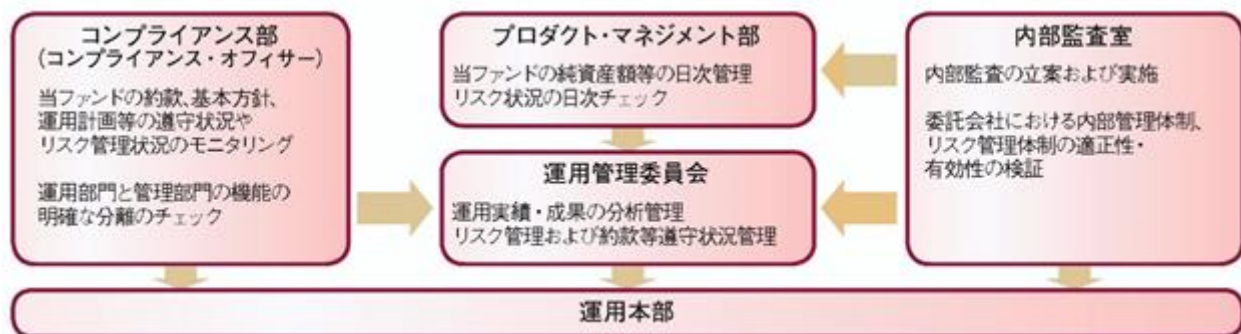 コンプライアンス部
(コンプライアンス・オフィサー)
当ファンドの約款、基本方針、
運用計画等の遵守状況や
リスク管理状況のモニタリング
運用部門と管理部門の機能の
明確な分離のチェック
プロダクト・マネジメント部
当ファンドの純資産額等の日次管理
リスク状況の日次チェック
運用管理委員会
運用実績・成果の分析管理
リスク管理および約款等遵守状況管理
内部監査室
内部監査の立案および実施
委託会社における内部管理体制、
リスク管理体制の適正性・
有効性の検証
運用本部